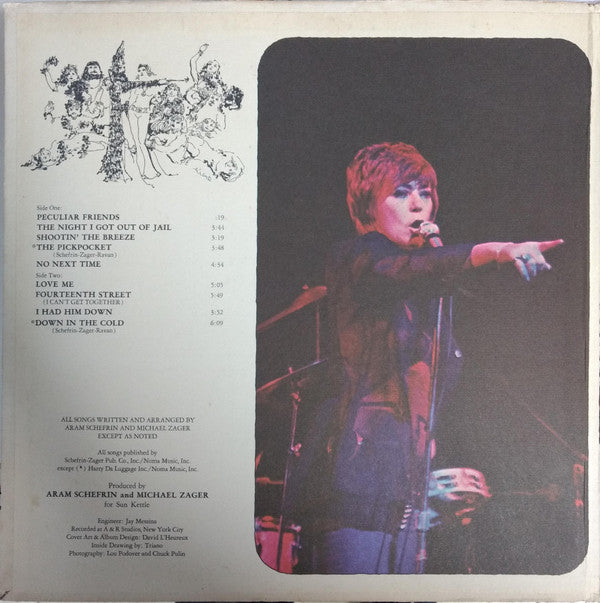 Side One:
PECULIAR FRIENDS :19
THE NIGHT I GOT OUT OF JAIL 3:44
SHOOTIN' THE BREEZE 3:19
*THE PICKPOCKET 3:48
(Schefrin-Zager-Ravan)
NO NEXT TIME 4:34
Side Two:
LOVE ME 5:05
FOURTEENTH STREET 5:49
(I CAN'T GET TOGETHER)
I HAD HIM DOWN 3:52
*DOWN IN THE COLD 6:09
(Schefrin-Zager-Ravan)
ALL SONGS WRITTEN AND ARRANGED BY
ARAM SCHEFRIN AND MICHAEL ZAGER
EXCEPT AS NOTED
All songs published by
Schefrin-Zager Pub. Co., Inc./Noma Music, Inc.
except (*) Harry Da Luggage Inc./Noma Music, Inc.
Produced by
ARAM SCHEFRIN and MICHAEL ZAGER
for Sun Kettle
Engineer: Jay Messina
Recorded at A & R Studios, New York City
Cover Art & Album Design: David L'Heureux
Inside Drawing by: Triano
Photography: Lou Podover and Chuck Pulin